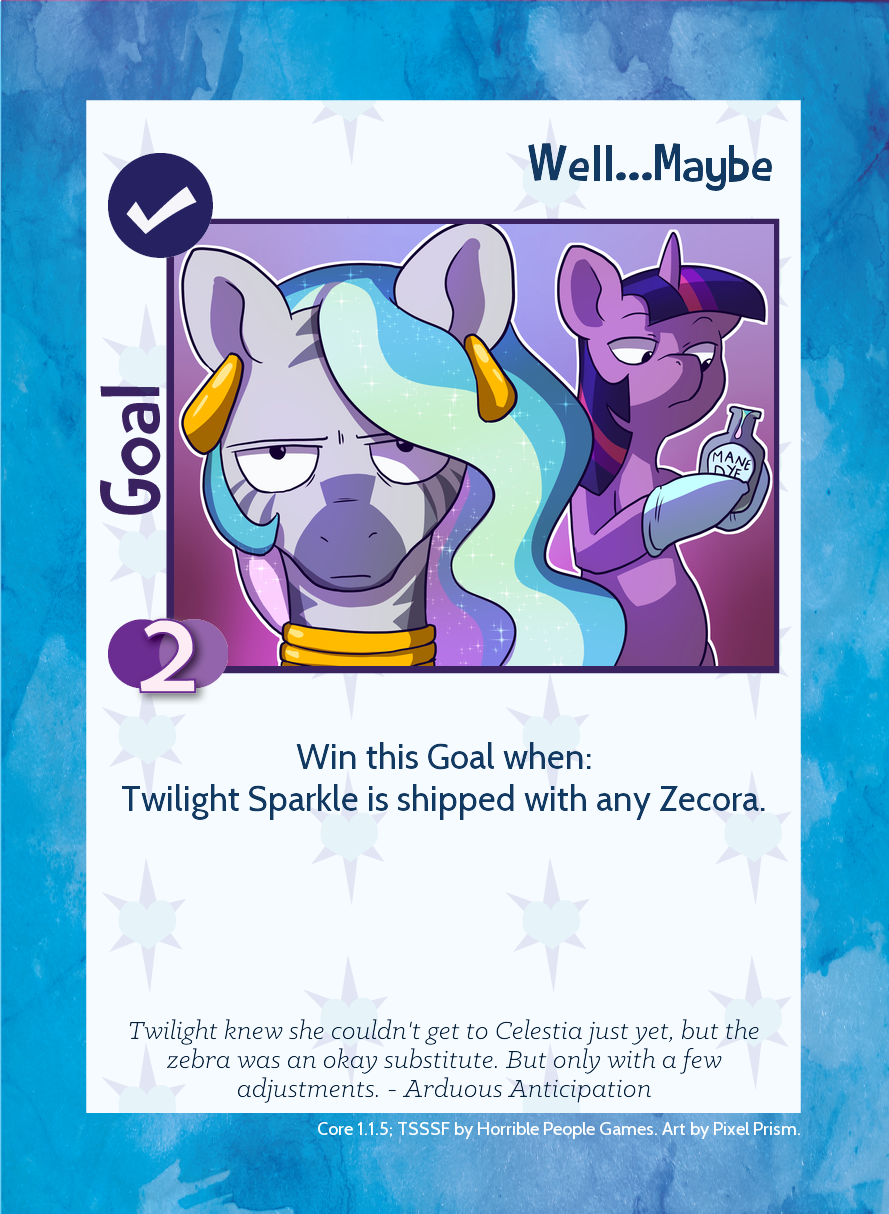 Well...Maybe
Goal
MANE
DYE
2
Win this Goal when:
Twilight Sparkle is shipped with any Zecora.
Twilight knew she couldn't get to Celestia just yet, but the
zebra was an okay substitute. But only with a few
adjustments. - Arduous Anticipation
Core 1.1.5; TSSSF by Horrible People Games. Art by Pixel Prism.